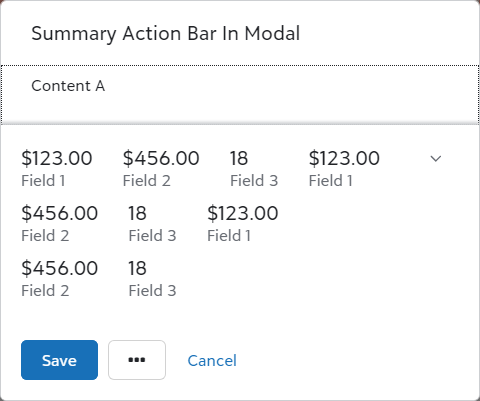 Summary Action Bar In Modal
Content A
$123.00 $456.00 18 $123.00
Field 1 Field 2 Field 3 Field 1
$456.00 18 $123.00
Field 2 Field 3 Field 1
$456.00 18
Field 2 Field 3
Save ••• Cancel